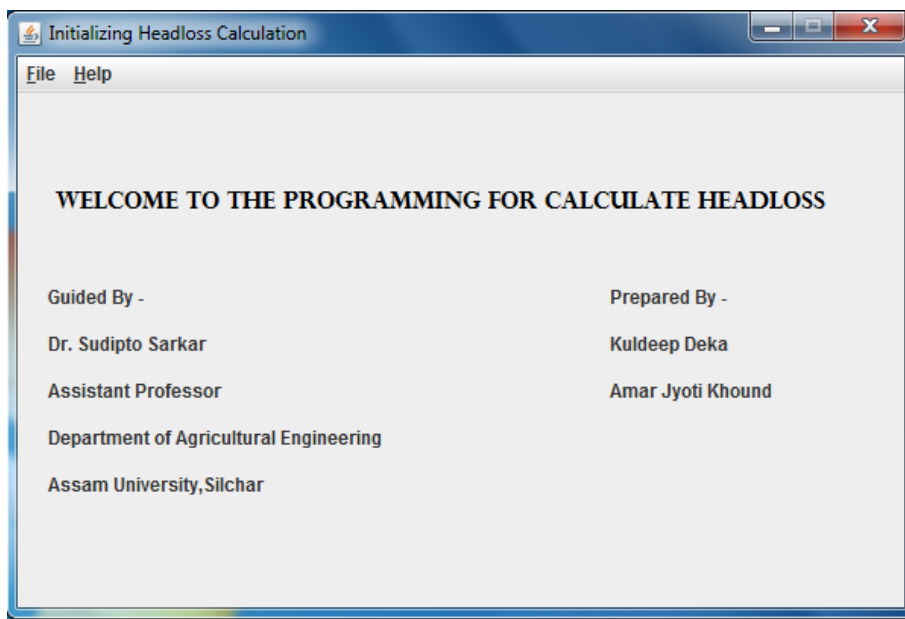 Initializing Headloss Calculation
File Help
WELCOME TO THE PROGRAMMING FOR CALCULATE HEADLOSS
Guided By -
Dr. Sudipto Sarkar
Assistant Professor
Department of Agricultural Engineering
Assam University,Silchar
Prepared By -
Kuldeep Deka
Amar Jyoti Khound